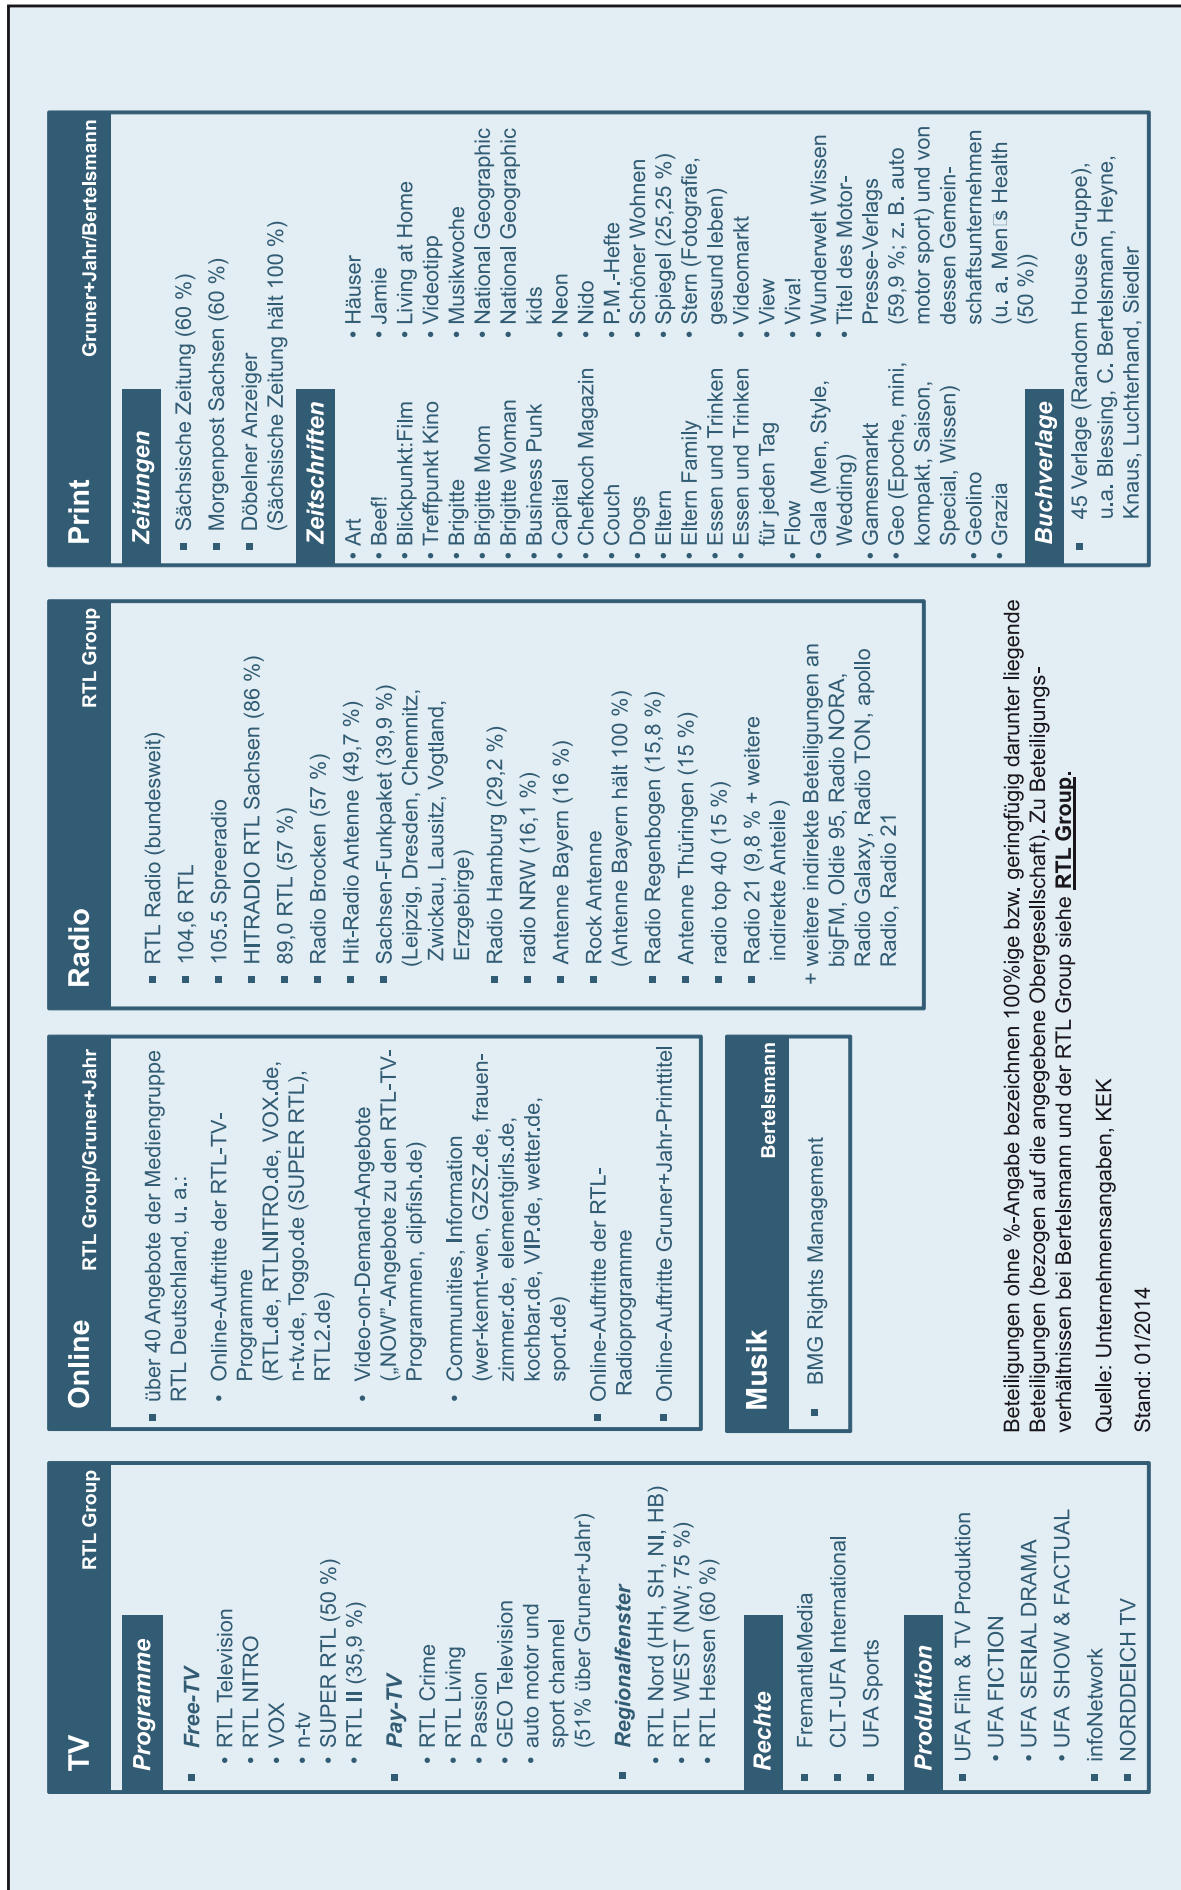 TV RTL Group
Programme
▪ Free-TV
• RTL Television
• RTL NITRO
• VOX
• n-tv
• SUPER RTL (50 %)
• RTL II (35,9 %)
▪ Pay-TV
• RTL Crime
• RTL Living
• Passion
• GEO Television
• auto motor und
sport channel
(51% über Gruner+Jahr)
▪ Regionalfenster
• RTL Nord (HH, SH, NI, HB)
• RTL WEST (NW; 75 %)
• RTL Hessen (60 %)
Rechte
▪ FremantleMedia
▪ CLT-UFA International
▪ UFA Sports
Produktion
▪ UFA Film & TV Produktion
• UFA FICTION
• UFA SERIAL DRAMA
• UFA SHOW & FACTUAL
▪ infoNetwork
▪ NORDDEICH TV
Online RTL Group/Gruner+Jahr
▪ über 40 Angebote der Mediengruppe
RTL Deutschland, u. a.:
• Online-Auftritte der RTL-TV-
Programme
(RTL.de, RTLNITRO.de, VOX.de,
n-tv.de, Toggo.de (SUPER RTL),
RTL2.de)
• Video-on-Demand-Angebote
(„NOW”-Angebote zu den RTL-TV-
Programmen, clipfish.de)
• Communities, Information
(wer-kennt-wen, GZSZ.de, frauen-
zimmer.de, elementgirls.de,
kochbar.de, VIP.de, wetter.de,
sport.de)
▪ Online-Auftritte der RTL-
Radioprogramme
▪ Online-Auftritte Gruner+Jahr-Printtitel
Musik Bertelsmann
▪ BMG Rights Management
Radio RTL Group
▪ RTL Radio (bundesweit)
▪ 104,6 RTL
▪ 105.5 Spreeradio
▪ HITRADIO RTL Sachsen (86 %)
▪ 89,0 RTL (57 %)
▪ Radio Brocken (57 %)
▪ Hit-Radio Antenne (49,7 %)
▪ Sachsen-Funkpaket (39,9 %)
(Leipzig, Dresden, Chemnitz,
Zwickau, Lausitz, Vogtland,
Erzgebirge)
▪ Radio Hamburg (29,2 %)
▪ radio NRW (16,1 %)
▪ Antenne Bayern (16 %)
▪ Rock Antenne
(Antenne Bayern hält 100 %)
▪ Radio Regenbogen (15,8 %)
▪ Antenne Thüringen (15 %)
▪ radio top 40 (15 %)
▪ Radio 21 (9,8 % + weitere
indirekte Anteile)
+ weitere indirekte Beteiligungen an
bigFM, Oldie 95, Radio NORA,
Radio Galaxy, Radio TON, apollo
Radio, Radio 21
Print Gruner+Jahr/Bertelsmann
Zeitungen
▪ Sächsische Zeitung (60 %)
▪ Morgenpost Sachsen (60 %)
▪ Döbelner Anzeiger
(Sächsische Zeitung hält 100 %)
Zeitschriften
• Art
• Beef!
• Blickpunkt:Film
• Treffpunkt Kino
• Brigitte
• Brigitte Mom
• Brigitte Woman
• Business Punk
• Capital
• Chefkoch Magazin
• Couch
• Dogs
• Eltern
• Eltern Family
• Essen und Trinken
• Essen und Trinken
für jeden Tag
• Flow
• Gala (Men, Style,
Wedding)
• Gamesmarkt
• Geo (Epoche, mini,
kompakt, Saison,
Special, Wissen)
• Geolino
• Grazia
• Häuser
• Jamie
• Living at Home
• Videotipp
• Musikwoche
• National Geographic
• National Geographic
kids
• Neon
• Nido
• P.M.-Hefte
• Schöner Wohnen
• Spiegel (25,25 %)
• Stern (Fotografie,
gesund leben)
• Videomarkt
• View
• Viva!
• Wunderwelt Wissen
• Titel des Motor-
Presse-Verlags
(59,9 %; z. B. auto
motor sport) und von
dessen Gemein-
schaftsunternehmen
(u. a. Men□s Health
(50 %))
Buchverlage
▪ 45 Verlage (Random House Gruppe),
u.a. Blessing, C. Bertelsmann, Heyne,
Knaus, Luchterhand, Siedler
Beteiligungen ohne %-Angabe bezeichnen 100%ige bzw. geringfügig darunter liegende
Beteiligungen (bezogen auf die angegebene Obergesellschaft). Zu Beteiligungs-
verhältnissen bei Bertelsmann und der RTL Group siehe RTL Group.
Quelle: Unternehmensangaben, KEK
Stand: 01/2014